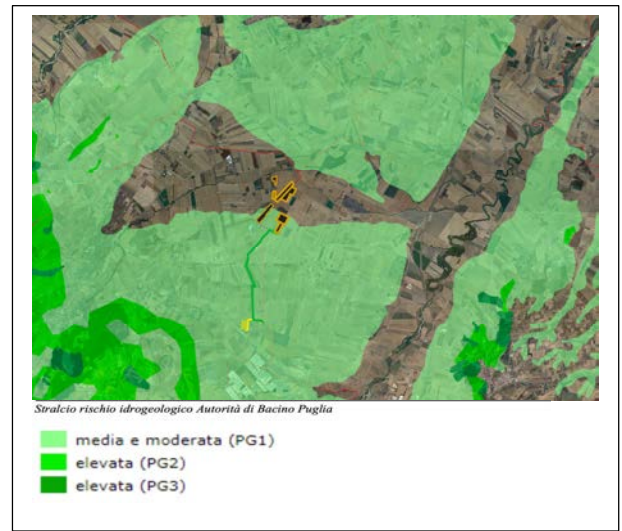 Stralcio rischio idrogeologico Autorità di Bacino Puglia
media e moderata (PG1)
elevata (PG2)
elevata (PG3)